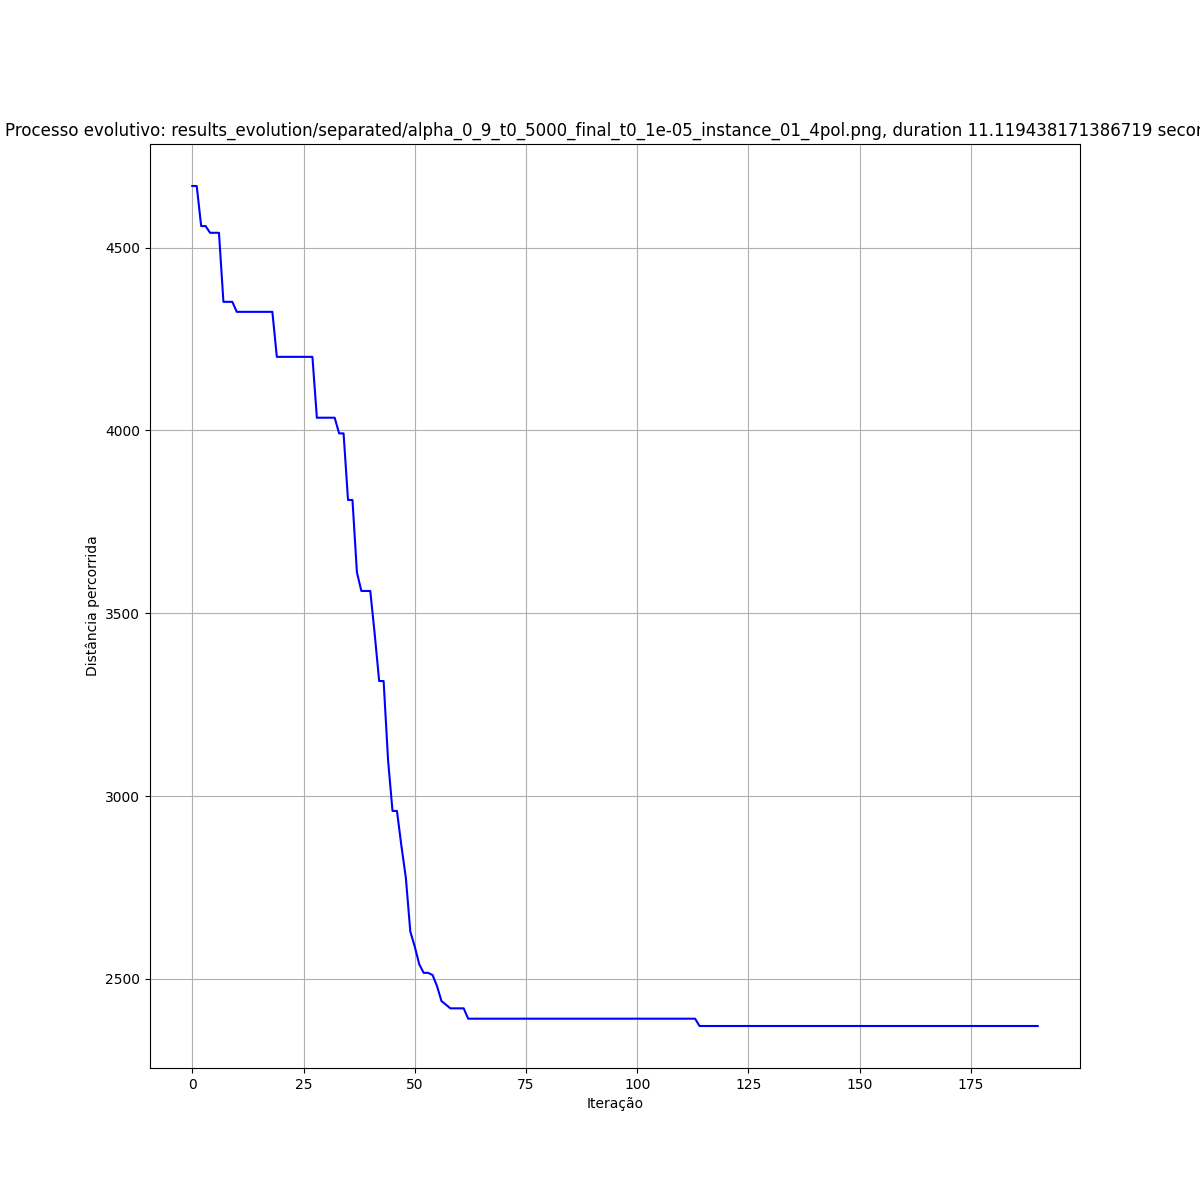 Processo evolutivo: results_evolution/separated/alpha_0_9_t0_5000_final_t0_1e-05_instance_01_4pol.png, duration 11.119438171386719
4500
4000
3500
3000
2500
Distância percorrida
0 25 50 75 100 125 150 175
Iteração